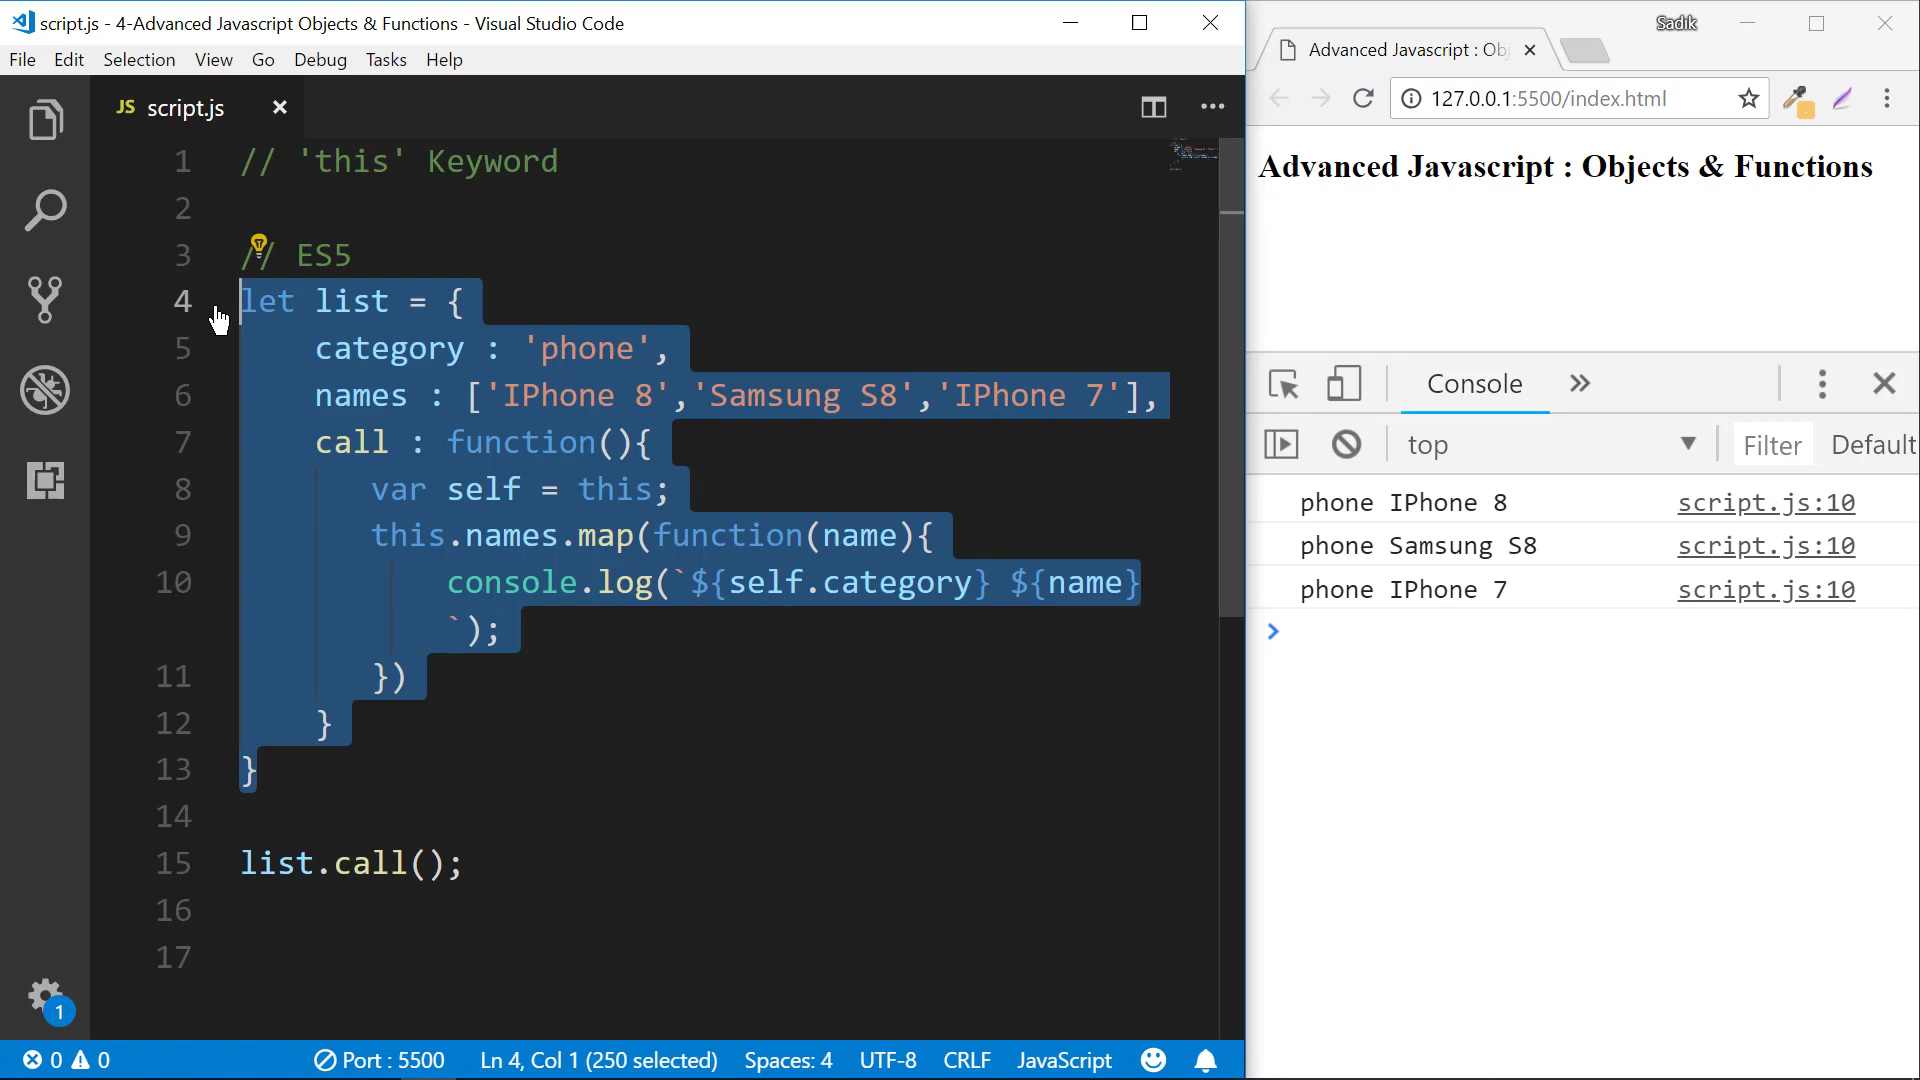 script.js - 4-Advanced Javascript Objects & Functions - Visual Studio Code
File Edit Selection View Go Debug Tasks Help
JS script.js
1 // 'this' Keyword
2
3 // ES5
4 let list = {
5 category : 'phone',
6 names : ['IPhone 8','Samsung S8','IPhone 7'],
7 call : function(){
8 var self = this;
9 this.names.map(function(name){
10 console.log(`${self.category} ${name}
`);
11 })
12 }
13 }
14
15 list.call();
16
17
1
0 0 Port : 5500 Ln 4, Col 1 (250 selected) Spaces: 4 UTF-8 CRLF JavaScript
Sadik
Advanced Javascript : Ob
127.0.0.1:5500/index.html
Advanced Javascript : Objects & Functions
Console
top Filter Default
phone IPhone 8 script.js:10
phone Samsung S8 script.js:10
phone IPhone 7 script.js:10